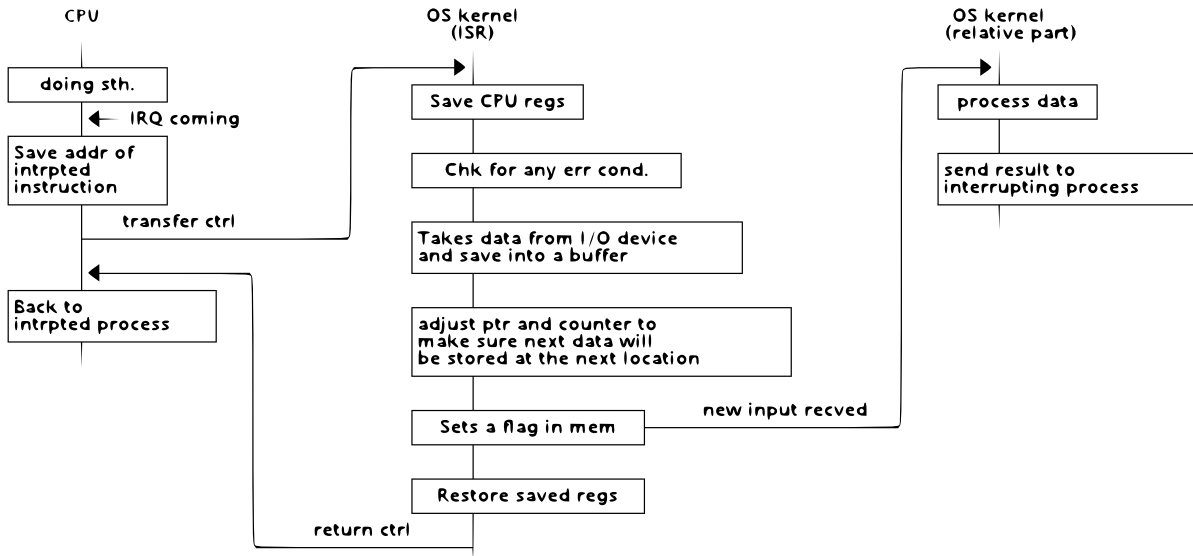 CPU
doing sth.
IRQ coming
Save addr of
intrpted
instruction
transfer ctrl
Back to
intrpted process
OS kernel
(ISR)
Save CPU regs
Chk for any err cond.
Takes data from I/O device
and save into a buffer
adjust ptr and counter to
make sure next data will
be stored at the next location
Sets a flag in mem
new input recved
Restore saved regs
return ctrl
OS kernel
(relative part)
process data
send result to
interrupting process